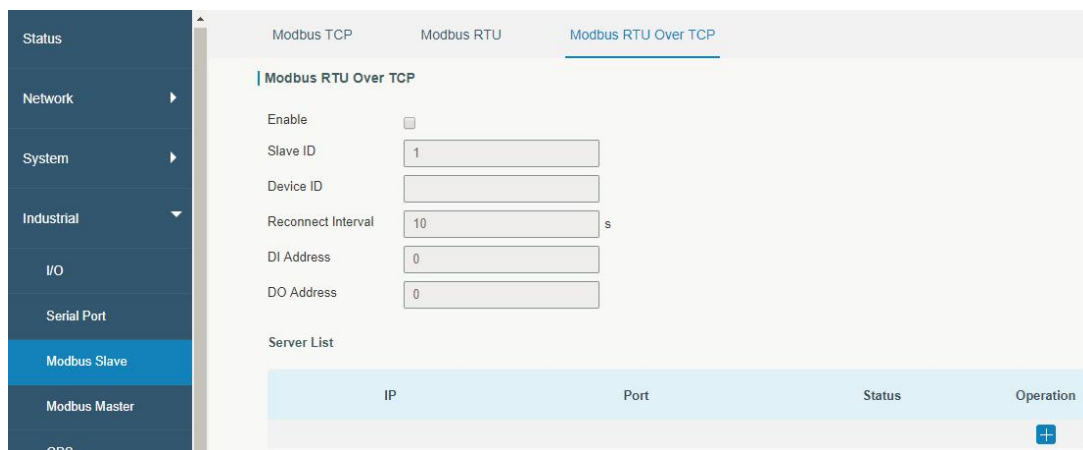 Status
Network
System
Industrial
I/O
Serial Port
Modbus Slave
Modbus Master
Modbus TCP Modbus RTU Modbus RTU Over TCP
Modbus RTU Over TCP
Enable
Slave ID 1
Device ID
Reconnect Interval 10 s
DI Address 0
DO Address 0
Server List
IP Port Status Operation